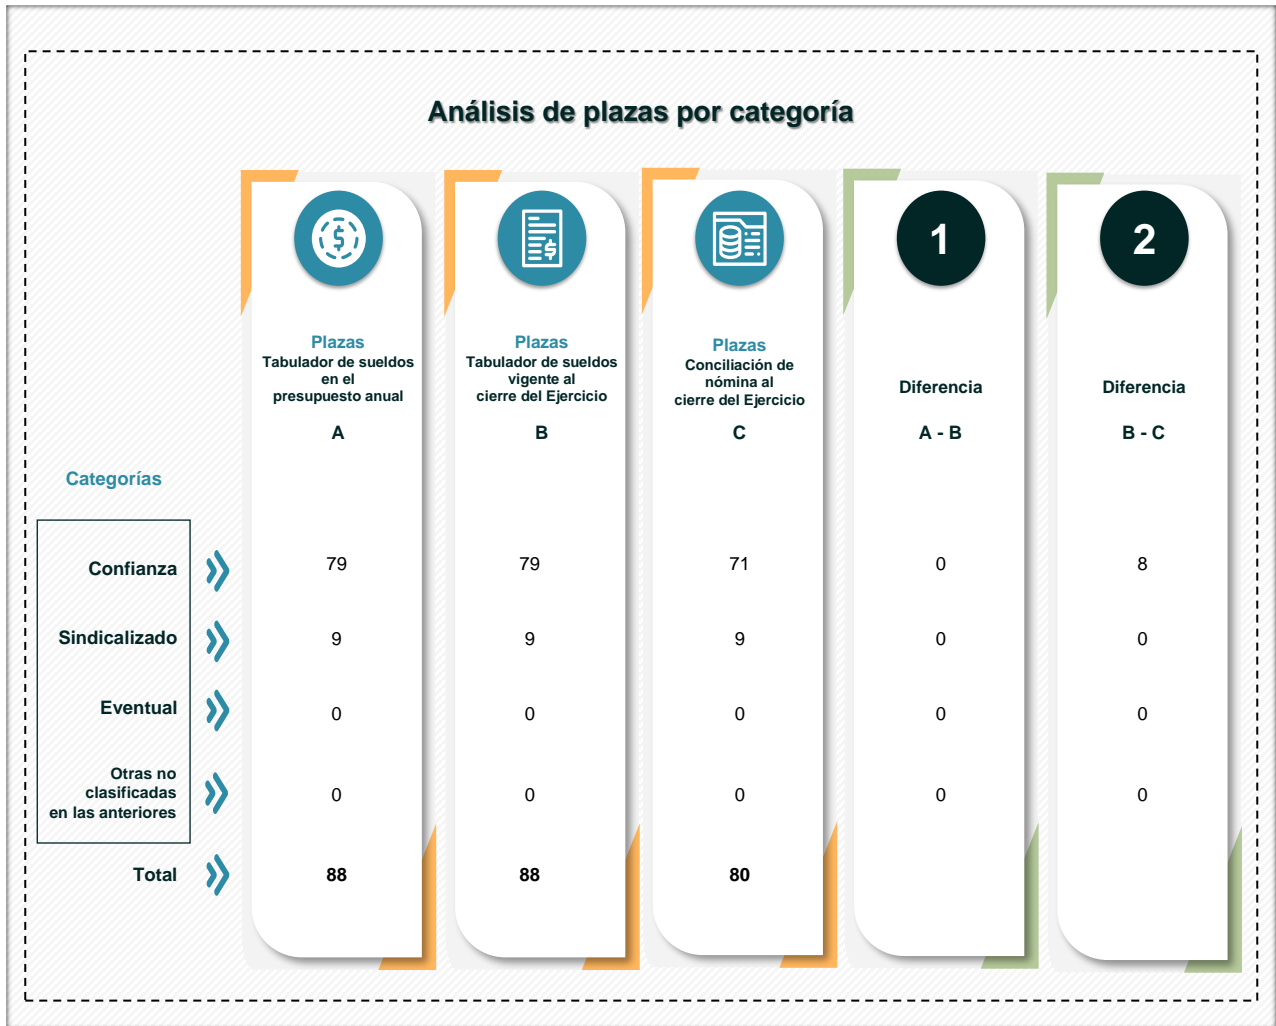 Análisis de plazas por categoría
1
2
Plazas
Tabulador de sueldos
en el
presupuesto anual
A
Plazas
Tabulador de sueldos
vigente al
cierre del Ejercicio
B
Plazas
Conciliación de
nómina al
cierre del Ejercicio
C
Diferencia
A - B
Diferencia
B - C
Categorías
Confianza 79 79 71 0 8
Sindicalizado 9 9 9 0 0
Eventual 0 0 0 0 0
Otras no
clasificadas
en las anteriores 0 0 0 0 0
Total 88 88 80